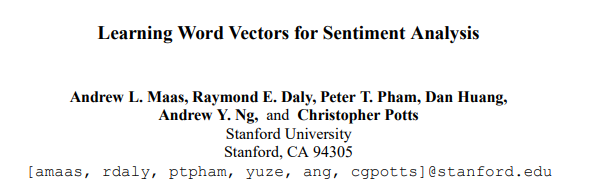 Learning Word Vectors for Sentiment Analysis
Andrew L. Maas, Raymond E. Daly, Peter T. Pham, Dan Huang,
Andrew Y. Ng, and Christopher Potts
Stanford University
Stanford, CA 94305
[amaas, rdaly, ptpham, yuze, ang, cgpotts]@stanford.edu